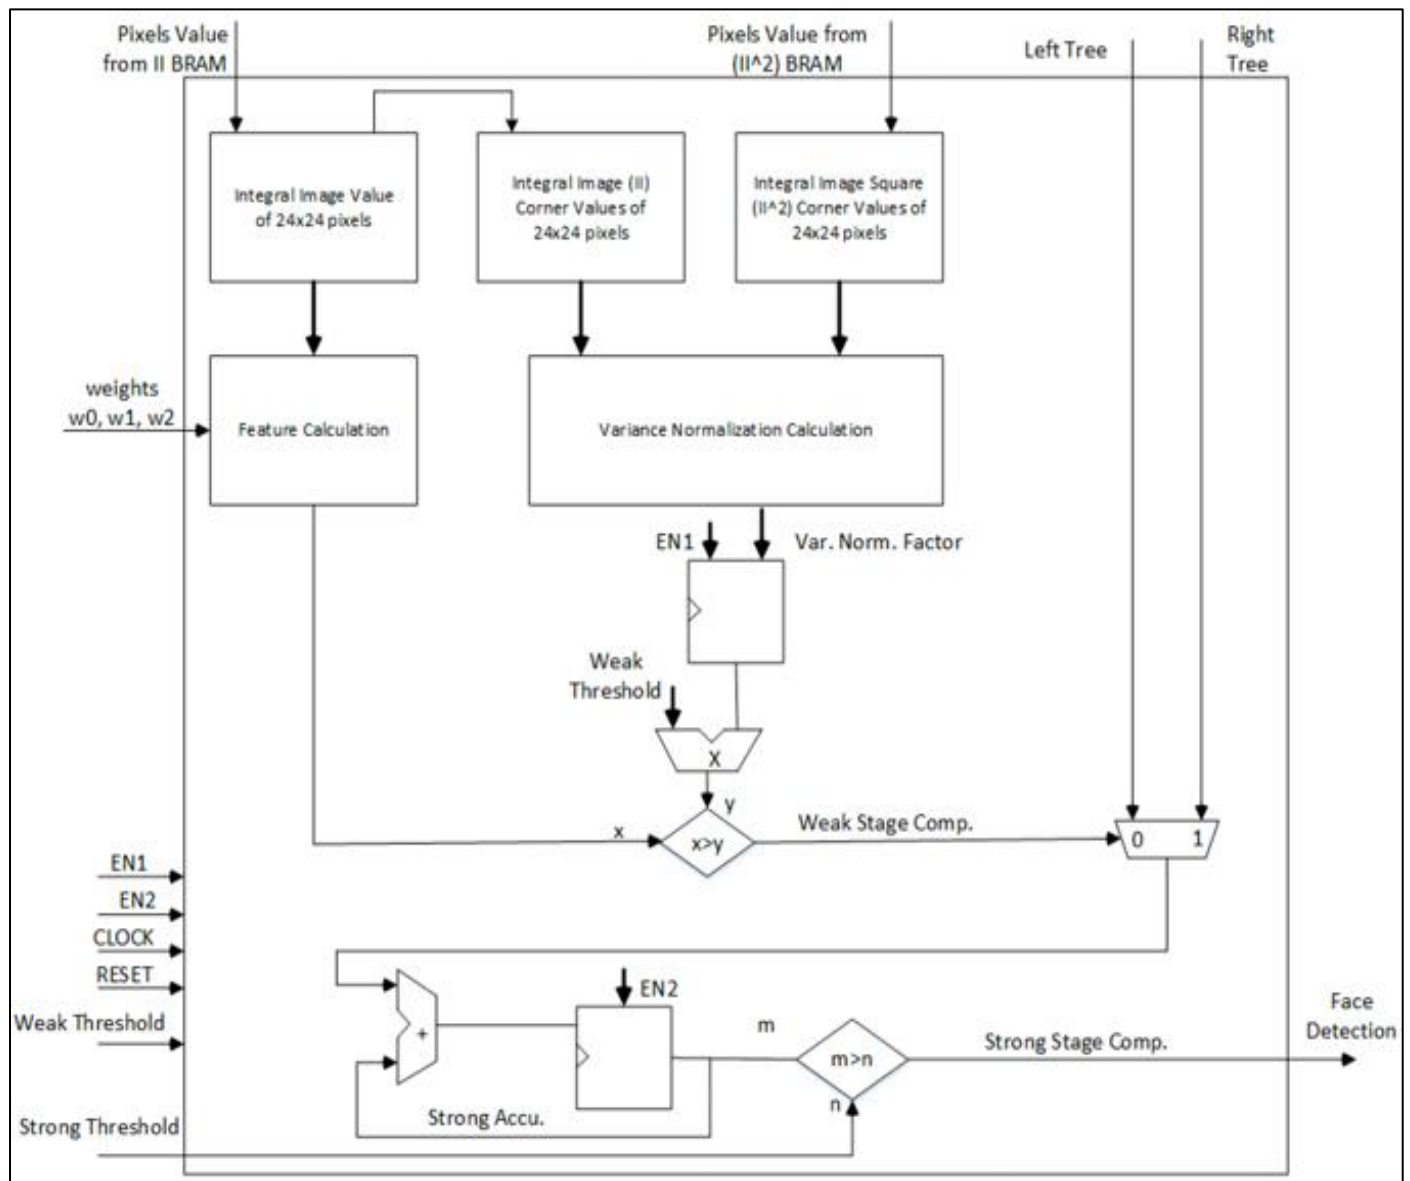 Pixels Value
from II BRAM
Pixels Value from
(II^2) BRAM
Left Tree
Right
Tree
Integral Image Value
of 24x24 pixels
Integral Image (II)
Corner Values of
24x24 pixels
Integral Image Square
(II^2) Corner Values of
24x24 pixels
weights
w0, w1, w2
Feature Calculation
Variance Normalization Calculation
EN1
Var. Norm. Factor
Weak
Threshold
X
y
x
x>y
Weak Stage Comp.
0 1
EN1
EN2
CLOCK
RESET
Weak Threshold
Strong Threshold
+
EN2
Strong Accu.
m
m>n
n
Strong Stage Comp.
Face
Detection